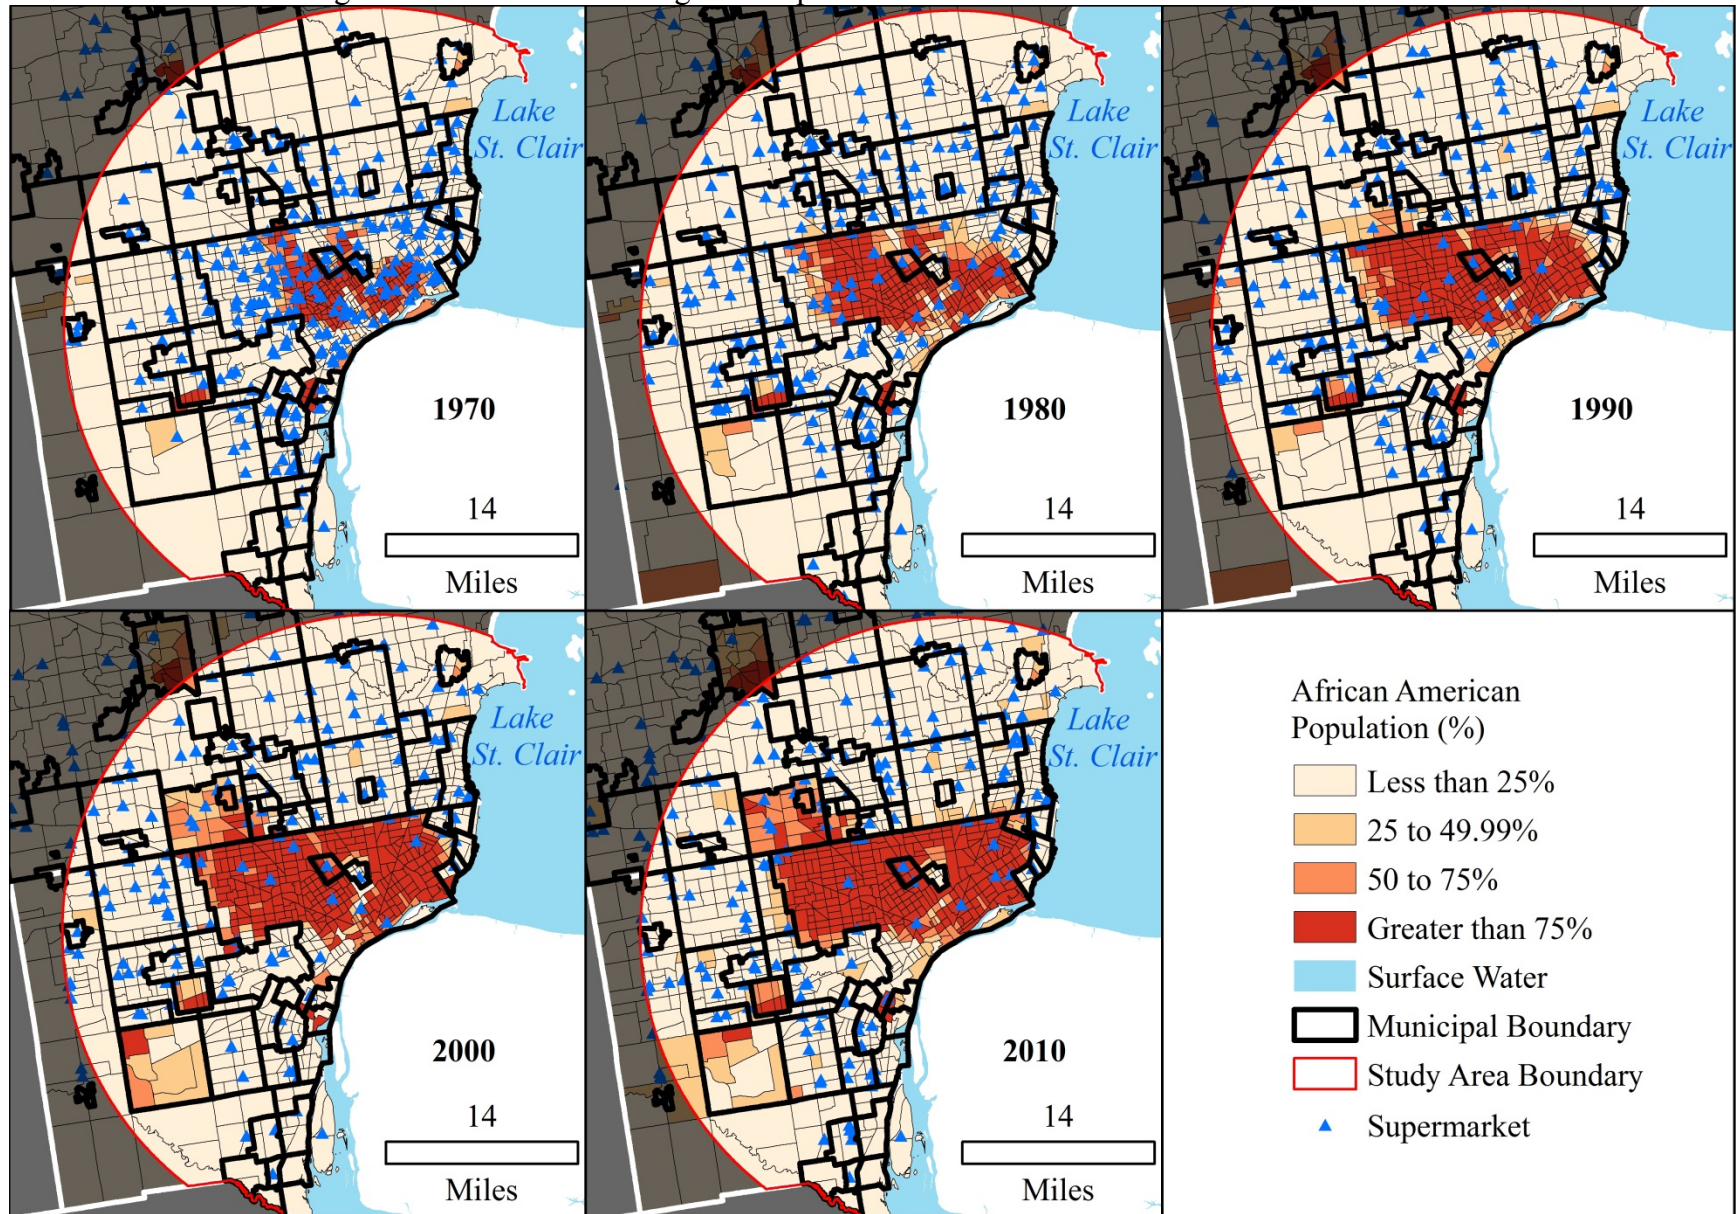 Lake
St. Clair
1970
14
Miles
Lake
St. Clair
1980
14
Miles
Lake
St. Clair
1990
14
Miles
Lake
St. Clair
2000
14
Miles
Lake
St. Clair
2010
14
Miles
African American
Population (%)
Less than 25%
25 to 49.99%
50 to 75%
Greater than 75%
Surface Water
Municipal Boundary
Study Area Boundary
Supermarket